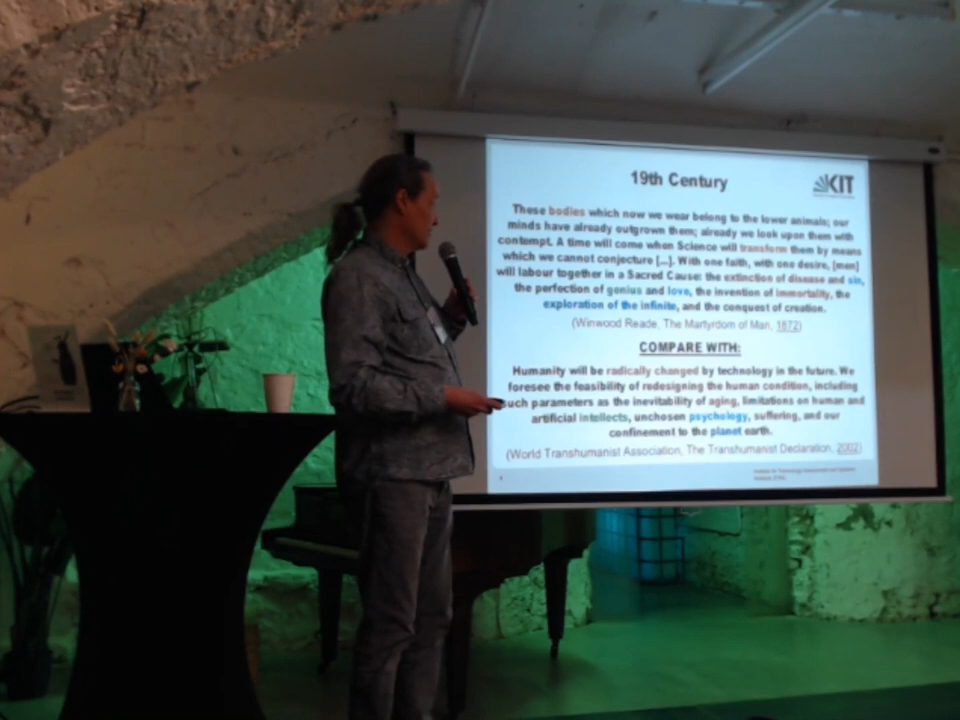 19th Century
KIT
These bodies which now we wear belong to the lower animals; our
minds have already outgrown them; already we look upon them with
contempt. A time will come when Science will transform them by means
which we cannot conjecture [...]. With one faith, with one desire, [men]
will labour together in a Sacred Cause: the extinction of disease and sin,
the perfection of genius and love, the invention of immortality, the
exploration of the infinite, and the conquest of creation.
(Winwood Reade, The Martyrdom of Man, 1872)
COMPARE WITH:
Humanity will be radically changed by technology in the future. We
foresee the feasibility of redesigning the human condition, including
such parameters as the inevitability of aging, limitations on human and
artificial intellects, unchosen psychology, suffering, and our
confinement to the planet earth.
(World Transhumanist Association, The Transhumanist Declaration, 2002)